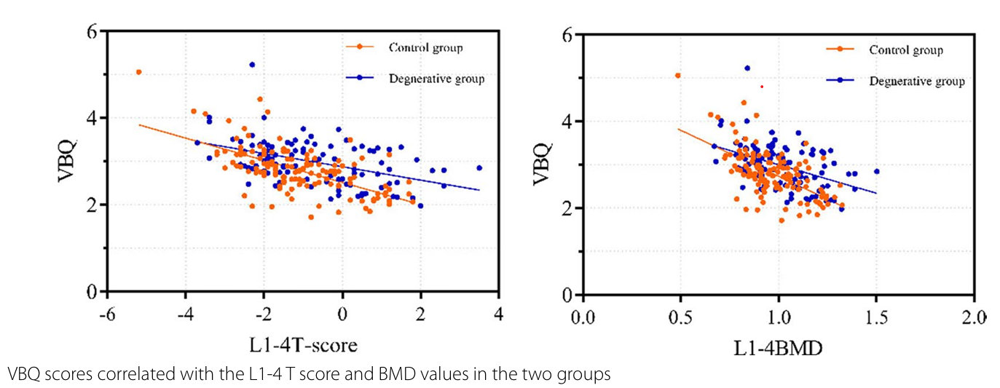 6
4
2
0
-6 -4 -2 0 2 4
VBQ
L1-4T-score
Control group
Degnerative group
6
4
2
0
0.0 0.5 1.0 1.5 2.0
VBQ
L1-4BMD
Control group
Degnerative group
VBQ scores correlated with the L1-4 T score and BMD values in the two groups